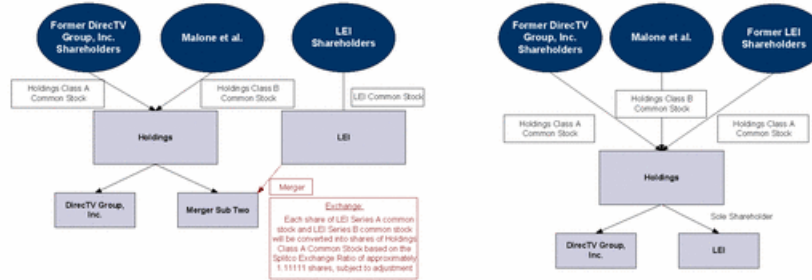 Former DirecTV
Group, Inc.
Shareholders
Malone et al.
LEI
Shareholders
Holdings Class A
Common Stock
Holdings Class B
Common Stock
LEI Common Stock
Holdings
LEI
Merger
DirecTV Group,
Inc.
Merger Sub Two
Exchange:
Each share of LEI Series A common
stock and LEI Series B common stock
will be converted into shares of Holdings
Class A Common Stock based on the
Splitco Exchange Ratio of approximately
1.11111 shares, subject to adjustment
Former DirecTV
Group, Inc.
Shareholders
Malone et al.
Former LEI
Shareholders
Holdings Class B
Common Stock
Holdings Class A
Common Stock
Holdings Class A
Common Stock
Holdings
Sole Shareholder
DirecTV Group,
Inc.
LEI